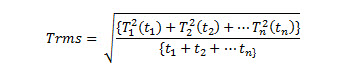 Trms = √({T₁²(t₁) + T₂²(t₂) + ⋯Tₙ²(tₙ)} / {t₁ + t₂ + ⋯tₙ})